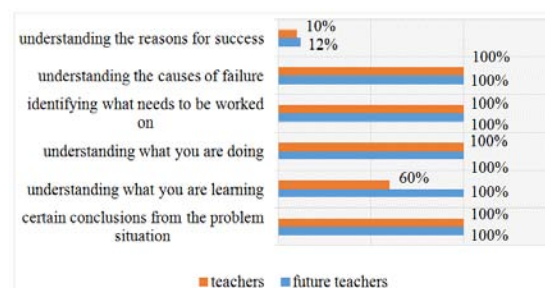 understanding the reasons for success
10%
12%
understanding the causes of failure
100%
100%
identifying what needs to be worked
on
100%
100%
understanding what you are doing
100%
100%
understanding what you are learning
60%
100%
certain conclusions from the problem
situation
100%
100%
teachers
future teachers